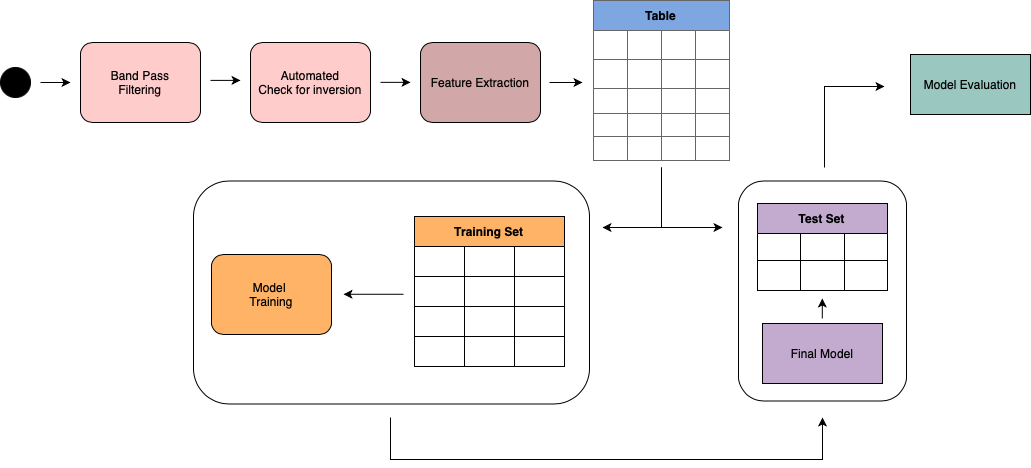 Table
Band Pass
Filtering
Automated
Check for inversion
Feature Extraction
Model Evaluation
Training Set
Model
Training
Test Set
Final Model